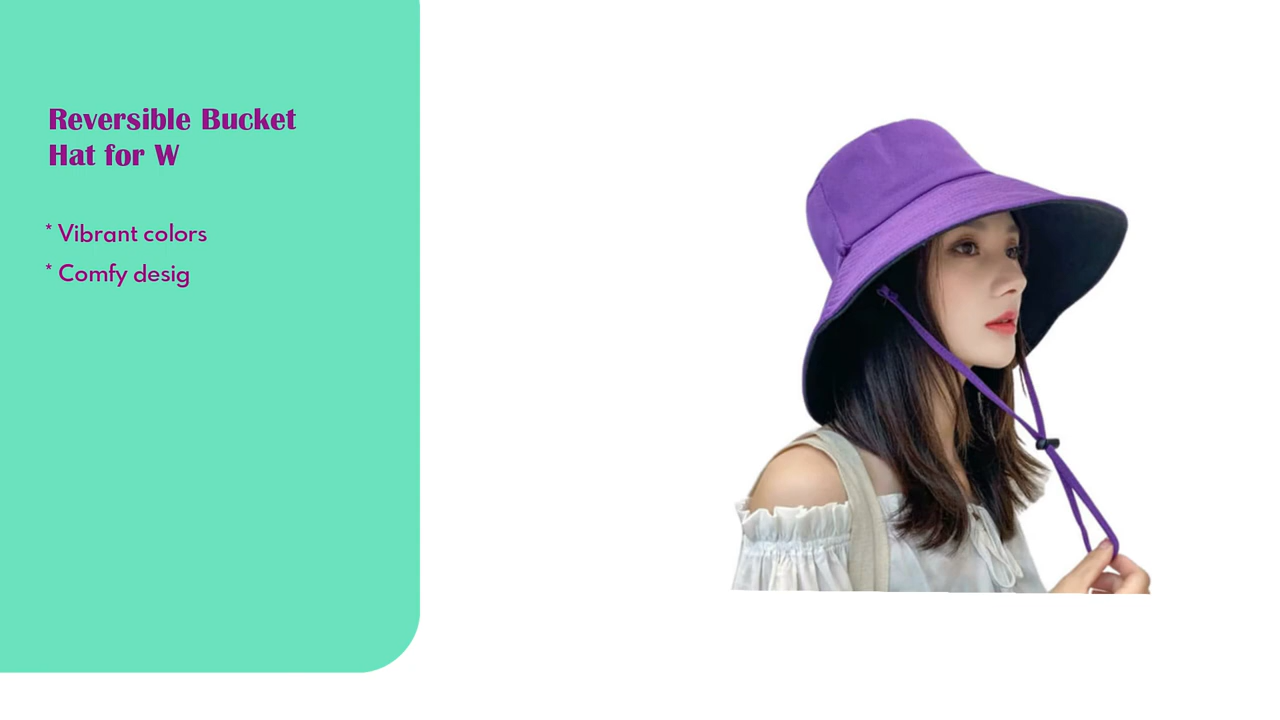 Reversible Bucket
Hat for W
* Vibrant colors
* Comfy desig